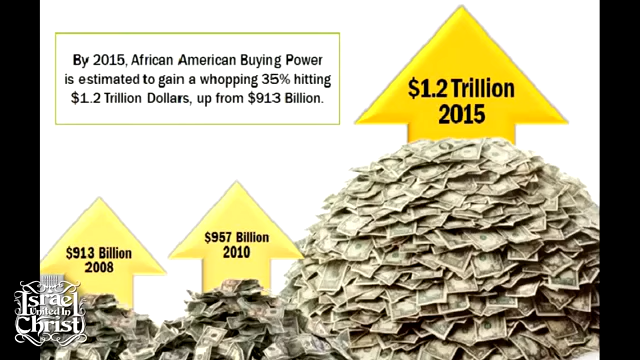 By 2015, African American Buying Power
is estimated to gain a whopping 35% hitting
$1.2 Trillion Dollars, up from $913 Billion.
$1.2 Trillion
2015
$957 Billion
2010
$913 Billion
2008
Israel
United In
Christ